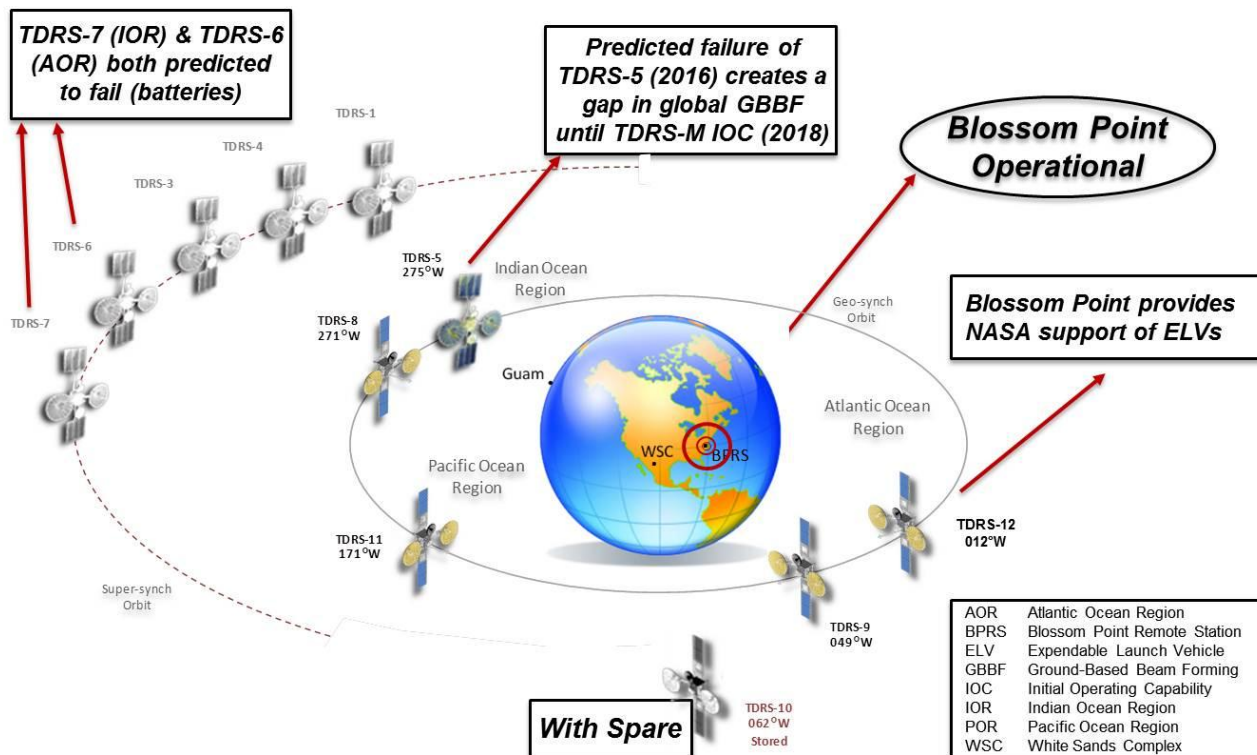 TDRS-7 (IOR) & TDRS-6
(AOR) both predicted
to fail (batteries)
Predicted failure of
TDRS-5 (2016) creates a
gap in global GBBF
until TDRS-M IOC (2018)
Blossom Point
Operational
Blossom Point provides
NASA support of ELVs
TDRS-1
TDRS-4
TDRS-3
TDRS-6
TDRS-7
TDRS-5
275°W
Indian Ocean
Region
TDRS-8
271°W
Geo-synch
Orbit
Guam
Atlantic Ocean
Region
WSC
BPRS
Pacific Ocean
Region
TDRS-11
171°W
TDRS-12
012°W
TDRS-9
049°W
Super-synch
Orbit
TDRS-10
062°W
Stored
With Spare
AOR Atlantic Ocean Region
BPRS Blossom Point Remote Station
ELV Expendable Launch Vehicle
GBBF Ground-Based Beam Forming
IOC Initial Operating Capability
IOR Indian Ocean Region
POR Pacific Ocean Region
WSC White Sands Complex